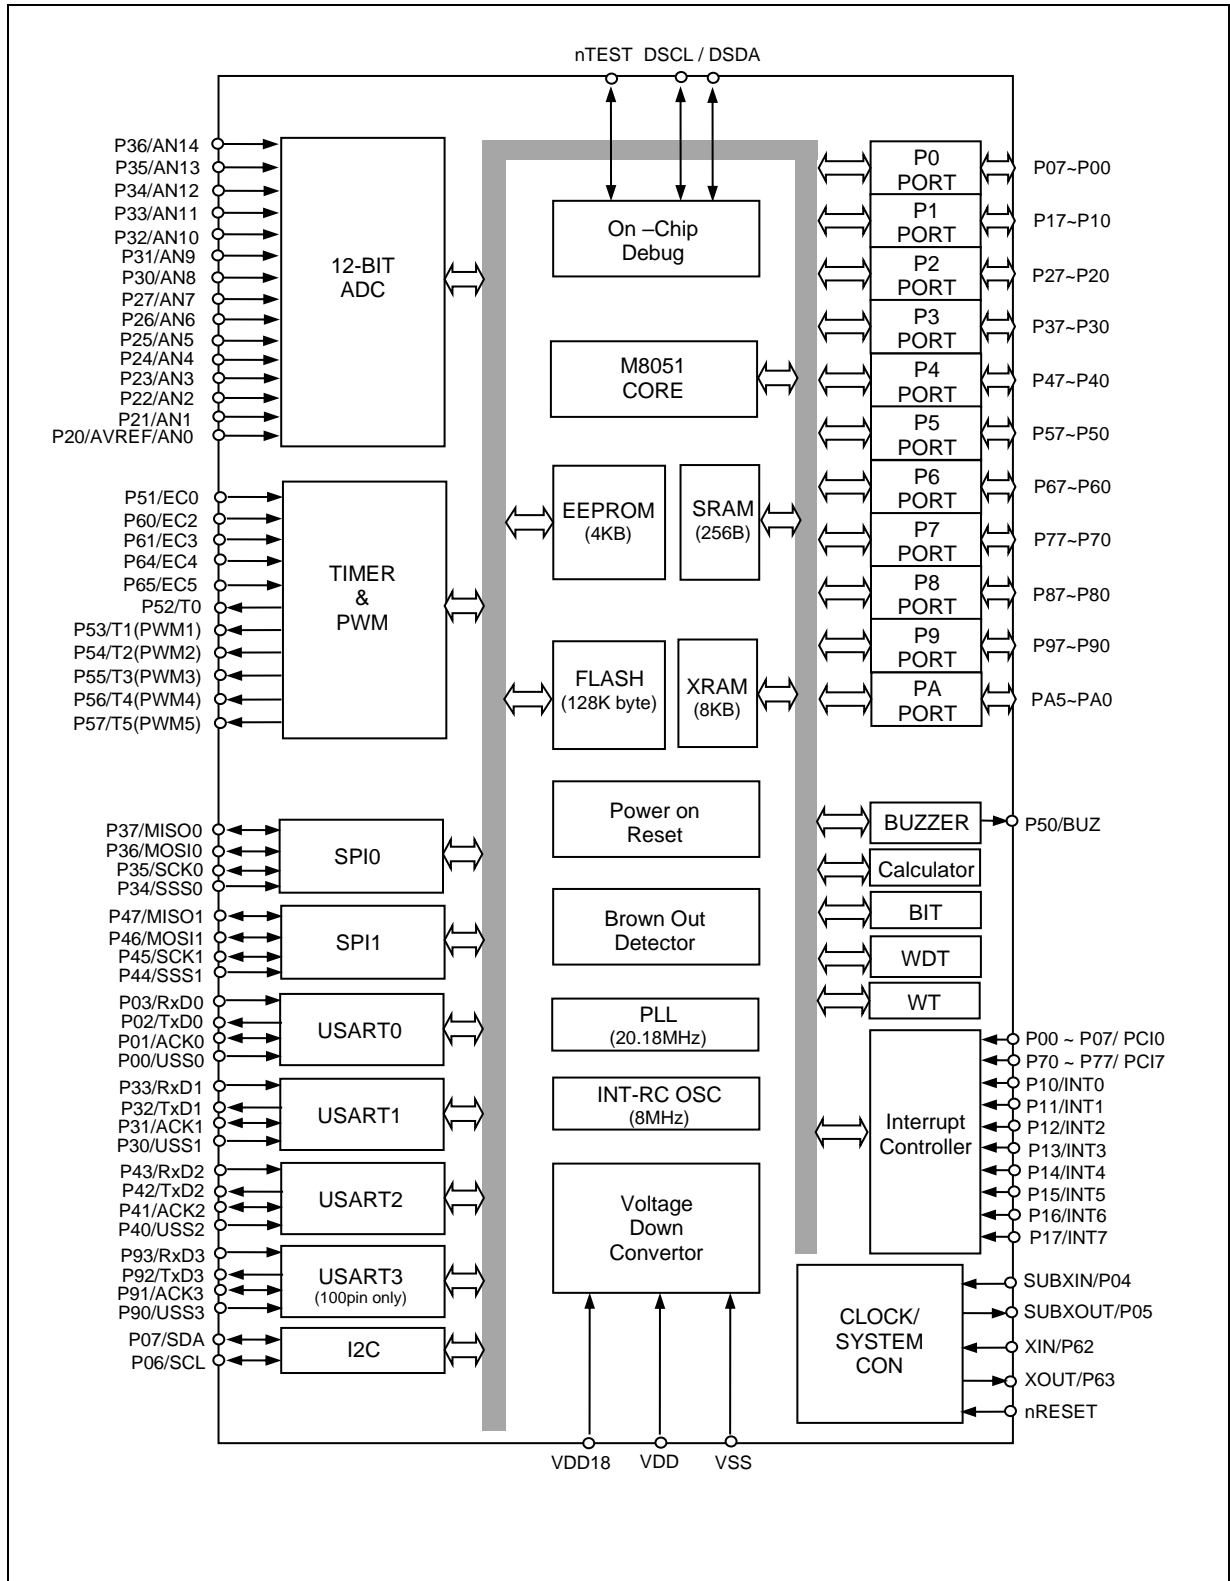 nTEST DSCL / DSDA
P36/AN14
P35/AN13
P34/AN12
P33/AN11
P32/AN10
P31/AN9
P30/AN8
P27/AN7
P26/AN6
P25/AN5
P24/AN4
P23/AN3
P22/AN2
P21/AN1
P20/AVREF/AN0
12-BIT
ADC
P51/EC0
P60/EC2
P61/EC3
P64/EC4
P65/EC5
P52/T0
P53/T1(PWM1)
P54/T2(PWM2)
P55/T3(PWM3)
P56/T4(PWM4)
P57/T5(PWM5)
TIMER
&
PWM
P37/MISO0
P36/MOSI0
P35/SCK0
P34/SSS0
SPI0
P47/MISO1
P46/MOSI1
P45/SCK1
P44/SSS1
SPI1
P03/RxD0
P02/TxD0
P01/ACK0
P00/USS0
USART0
P33/RxD1
P32/TxD1
P31/ACK1
P30/USS1
USART1
P43/RxD2
P42/TxD2
P41/ACK2
P40/USS2
USART2
P93/RxD3
P92/TxD3
P91/ACK3
P90/USS3
USART3
(100pin only)
P07/SDA
P06/SCL
I2C
On –Chip
Debug
M8051
CORE
EEPROM
(4KB)
SRAM
(256B)
FLASH
(128K byte)
XRAM
(8KB)
Power on
Reset
Brown Out
Detector
PLL
(20.18MHz)
INT-RC OSC
(8MHz)
Voltage
Down
Convertor
VDD18
VDD
VSS
P0
PORT
P07~P00
P1
PORT
P17~P10
P2
PORT
P27~P20
P3
PORT
P37~P30
P4
PORT
P47~P40
P5
PORT
P57~P50
P6
PORT
P67~P60
P7
PORT
P77~P70
P8
PORT
P87~P80
P9
PORT
P97~P90
PA
PORT
PA5~PA0
BUZZER
P50/BUZ
Calculator
BIT
WDT
WT
Interrupt
Controller
P00 ~ P07/ PCI0
P70 ~ P77/ PCI7
P10/INT0
P11/INT1
P12/INT2
P13/INT3
P14/INT4
P15/INT5
P16/INT6
P17/INT7
CLOCK/
SYSTEM
CON
SUBXIN/P04
SUBXOUT/P05
XIN/P62
XOUT/P63
nRESET